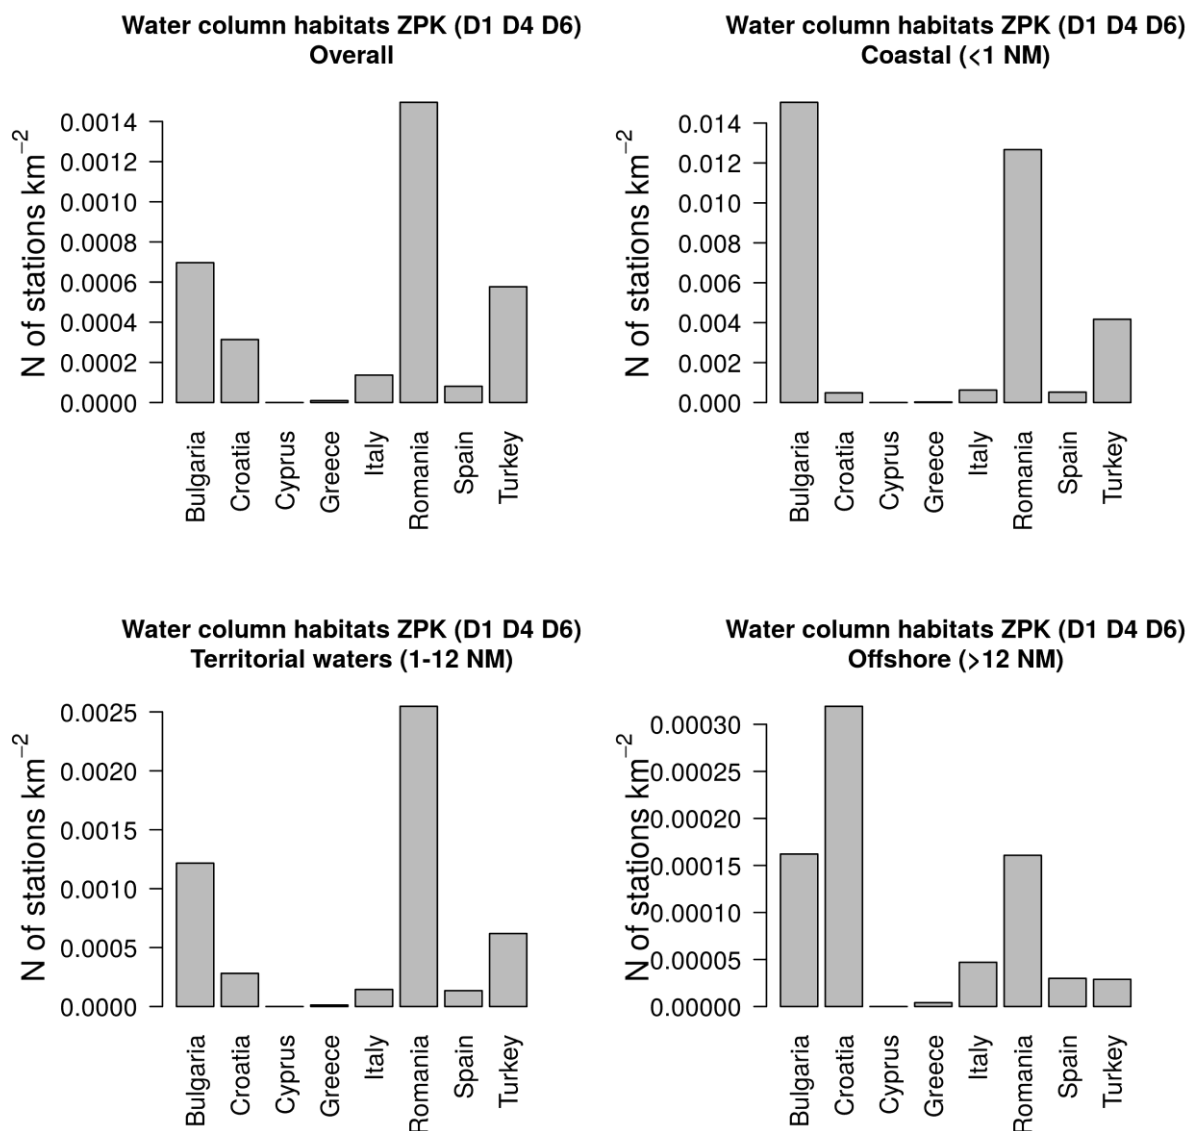 Water column habitats ZPK (D1 D4 D6)
Overall
N of stations km⁻²
0.0014
0.0012
0.0010
0.0008
0.0006
0.0004
0.0002
0.0000
Bulgaria
Croatia
Cyprus
Greece
Italy
Romania
Spain
Turkey
Water column habitats ZPK (D1 D4 D6)
Coastal (<1 NM)
N of stations km⁻²
0.014
0.012
0.010
0.008
0.006
0.004
0.002
0.000
Bulgaria
Croatia
Cyprus
Greece
Italy
Romania
Spain
Turkey
Water column habitats ZPK (D1 D4 D6)
Territorial waters (1-12 NM)
N of stations km⁻²
0.0025
0.0020
0.0015
0.0010
0.0005
0.0000
Bulgaria
Croatia
Cyprus
Greece
Italy
Romania
Spain
Turkey
Water column habitats ZPK (D1 D4 D6)
Offshore (>12 NM)
N of stations km⁻²
0.00030
0.00025
0.00020
0.00015
0.00010
0.00005
0.00000
Bulgaria
Croatia
Cyprus
Greece
Italy
Romania
Spain
Turkey